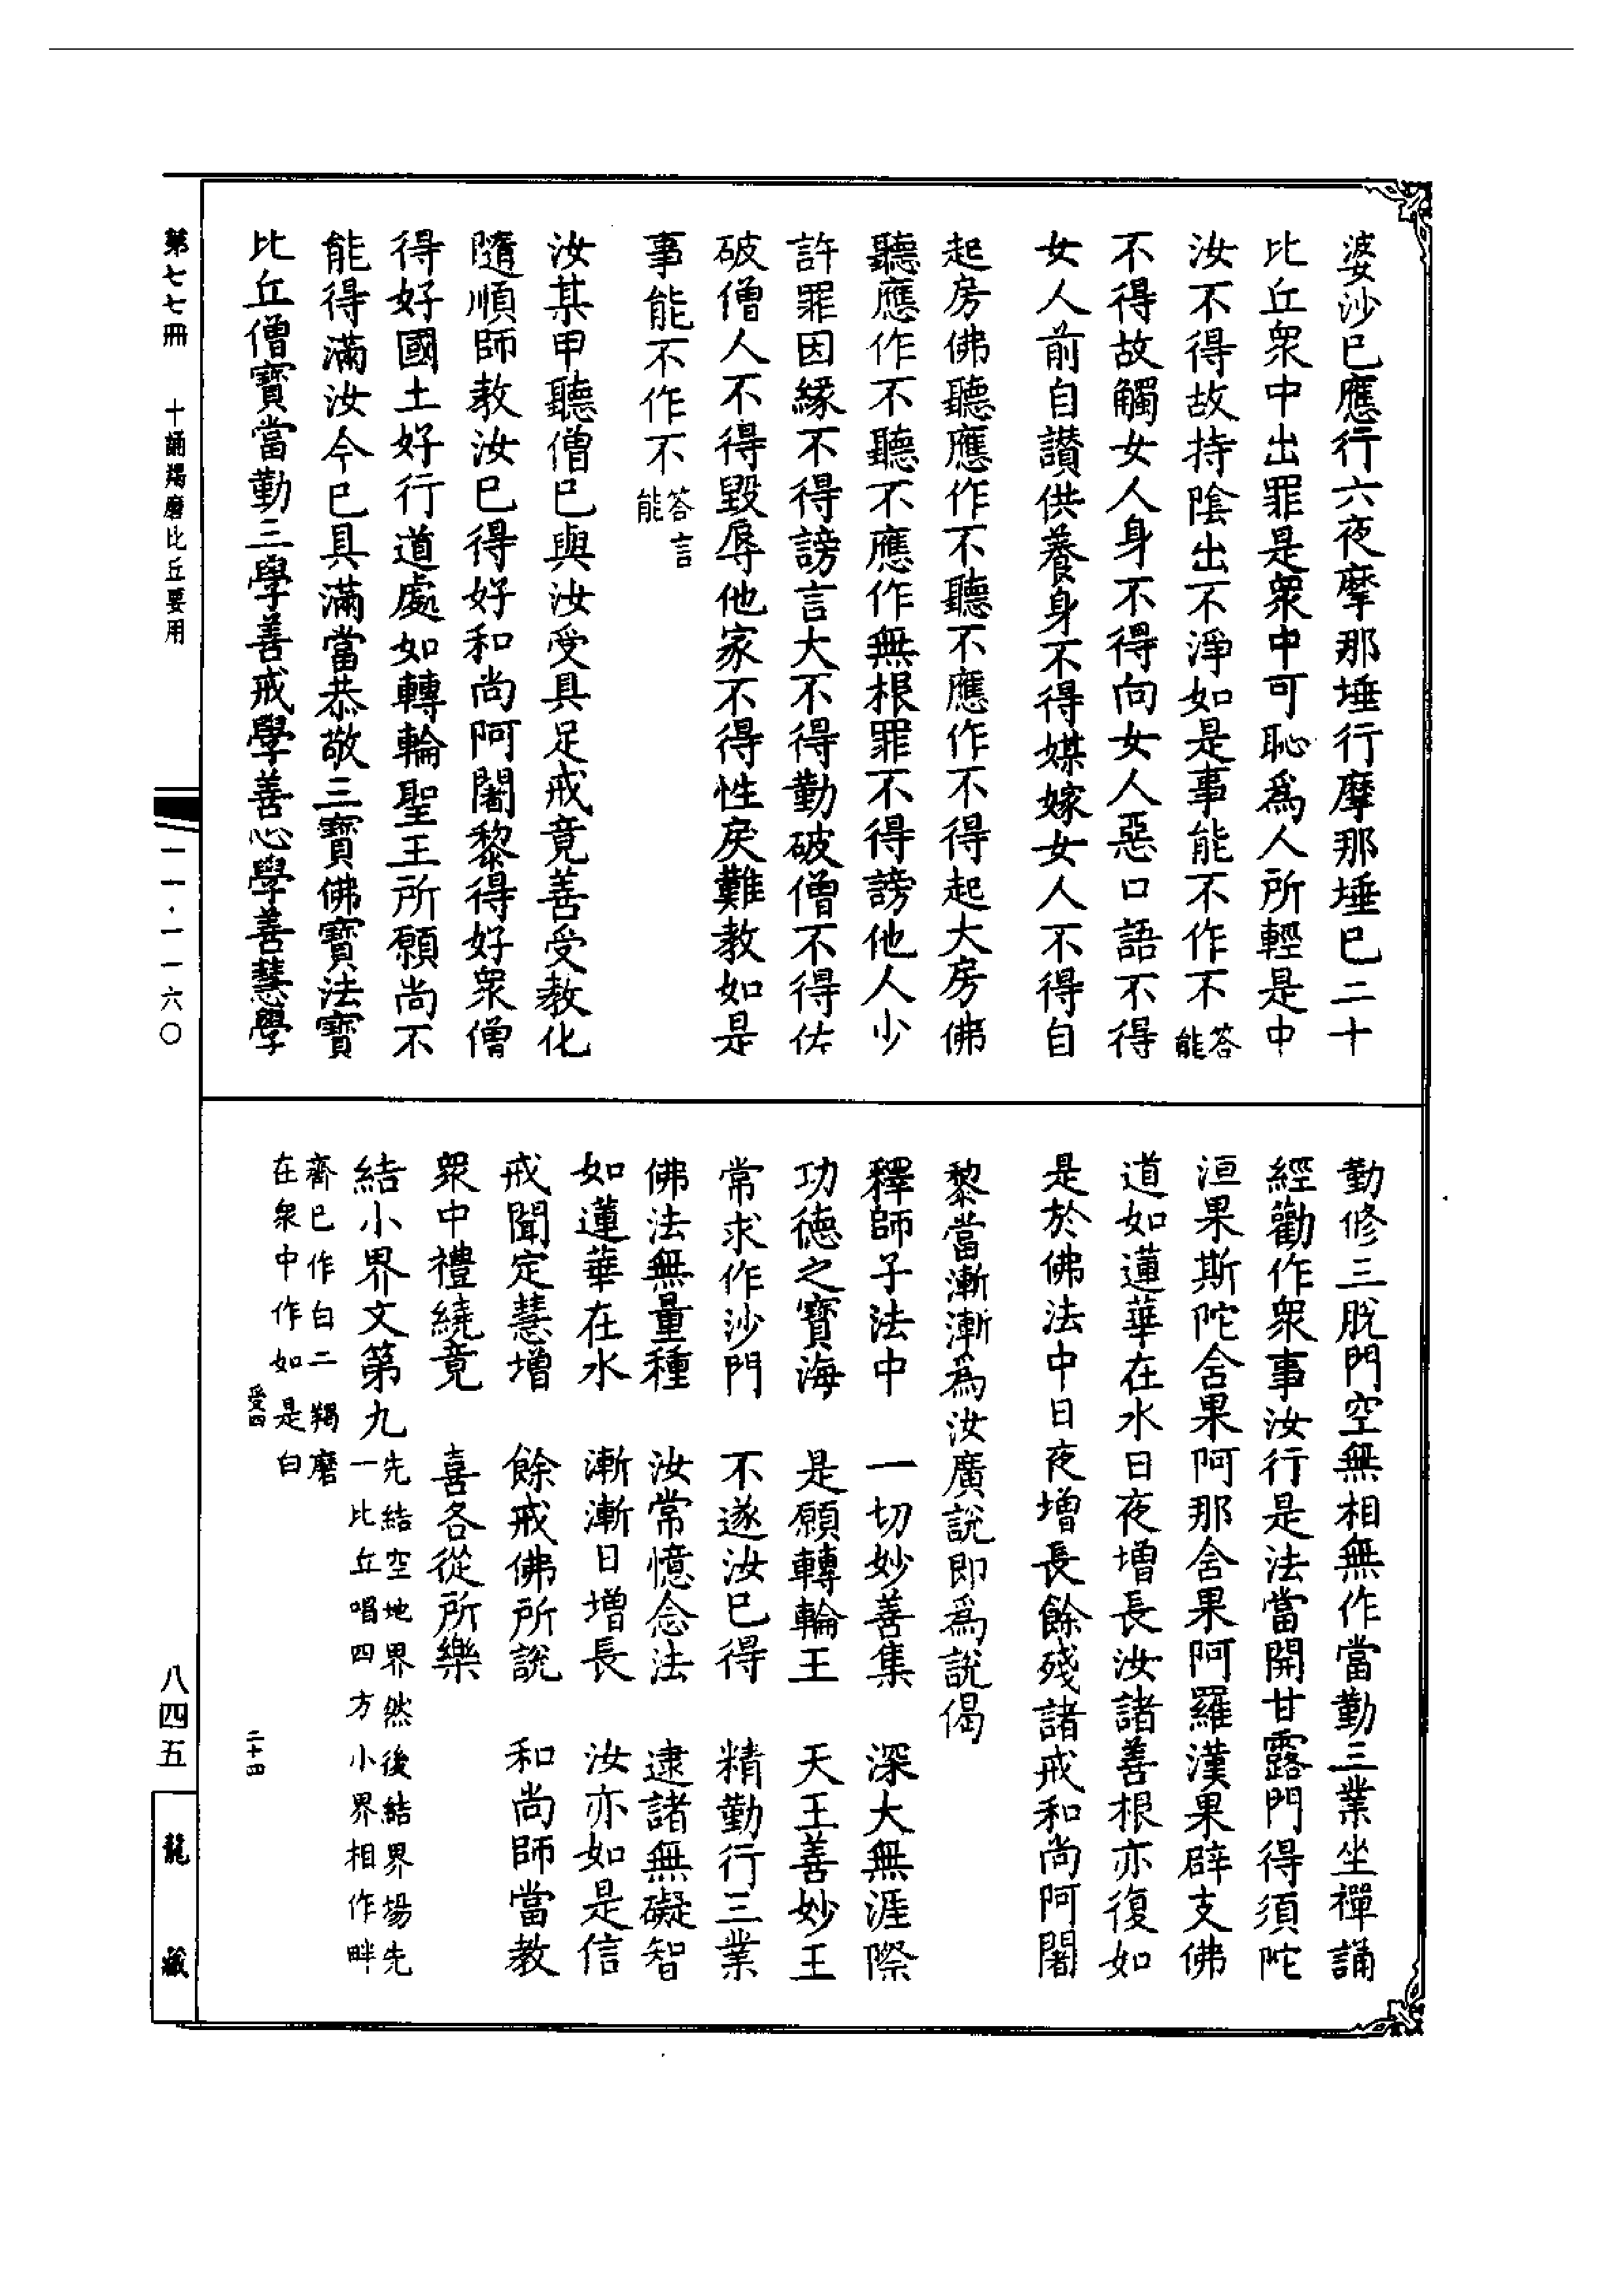 婆沙已應行六夜摩那埵行摩那埵已二十
比丘衆中出罪是衆中可恥爲人所輕是中
汝不得故持陰出不淨如是事能不作不答能
不得故觸女人身不得向女人惡口語不得
女人前自讃供養身不得媒嫁女人不得自
起房佛聽應作不聽不應作不得起大房佛
聽應作不聽不應作無根罪不得謗他人少
許罪因緣不得謗言大不得勤破僧不得佐
破僧人不得毀辱他家不得性戾難教如是
事能不作不答言能
汝某甲聽僧已與汝受具足戒竟善受教化
隨順師教汝已得好和尚阿闍黎得好衆僧
得好國土好行道處如轉輪聖王所願尚不
能得滿汝今已具滿當恭敬三寶佛寶法寶
比丘僧寶當勤三學善戒學善心學善慧學
勤修三脫門空無相無作當勤三業坐禪誦
經勸作衆事汝行是法當開甘露門得須陀
洹果斯陀含果阿那含果阿羅漢果辟支佛
道如蓮華在水日夜增長汝諸善根亦復如
是於佛法中日夜增長餘殘諸戒和尚阿闍
黎當漸漸爲汝廣說即爲說偈
釋師子法中　一切妙善集　深大無涯際
功德之寶海　是願轉輪王　天王善妙王
常求作沙門　不遂汝已得　精勤行三業
佛法無量種　汝常憶念法　逮諸無礙智
如蓮華在水　漸漸日增長　汝亦如是信
戒聞定慧增　餘戒佛所說　和尚師當教
衆中禮繞竟　喜各從所樂
結小界文第九先結空地界然後結界場先
一比丘唱四方小界相作畔
齊已作白二羯磨
在衆中作如是白
受四　二十四
第七七冊　十誦羯磨比丘要用
一一一·一一六〇
八四五
龍藏